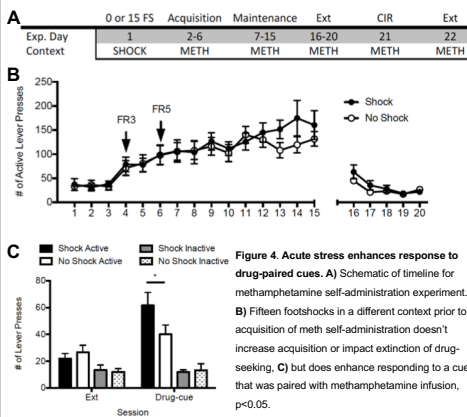 A
0 or 15 FS Acquisition Maintenance Ext CIR Ext
Exp. Day 1 2-6 7-15 16-20 21 22
Context SHOCK METH METH METH METH METH
B
# of Active Lever Presses
250
200
150
100
50
0
FR3
FR5
Shock
No Shock
1 2 3 4 5 6 7 8 9 10 11 12 13 14 15 16 17 18 19 20
C
Shock Active Shock Inactive
No Shock Active No Shock Inactive
# of Lever Presses
80
60
40
20
0
*
Ext Drug-cue
Session
Figure 4. Acute stress enhances response to
drug-paired cues. A) Schematic of timeline for
methamphetamine self-administration experiment.
B) Fifteen footshocks in a different context prior to
acquisition of meth self-administration doesn't
increase acquisition or impact extinction of drug-
seeking, C) but does enhance responding to a cue
that was paired with methamphetamine infusion,
p<0.05.